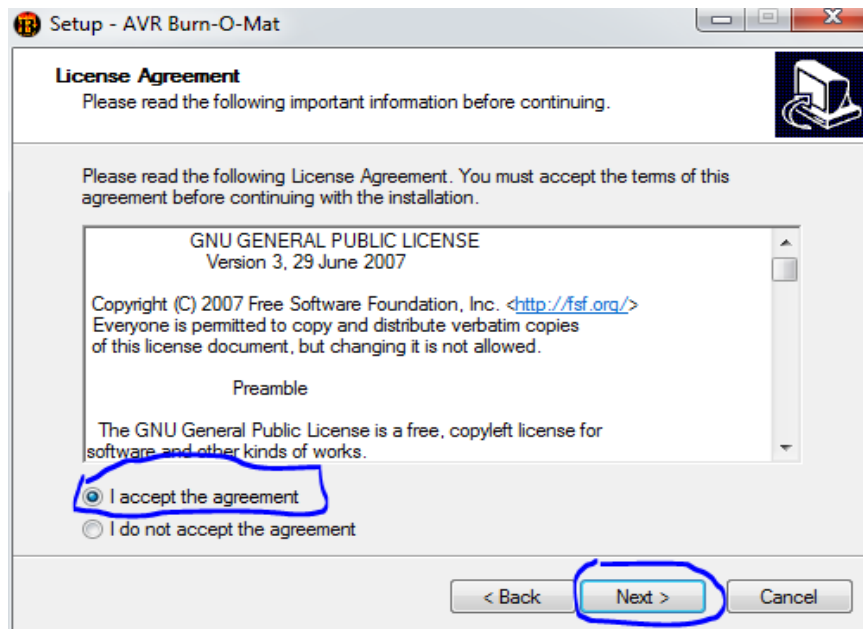 Setup - AVR Burn-O-Mat
License Agreement
Please read the following important information before continuing.
Please read the following License Agreement. You must accept the terms of this
agreement before continuing with the installation.
GNU GENERAL PUBLIC LICENSE
Version 3, 29 June 2007
Copyright (C) 2007 Free Software Foundation, Inc. <http://fsf.org/>
Everyone is permitted to copy and distribute verbatim copies
of this license document, but changing it is not allowed.
Preamble
The GNU General Public License is a free, copyleft license for
software and other kinds of works.
I accept the agreement
I do not accept the agreement
< Back Next > Cancel